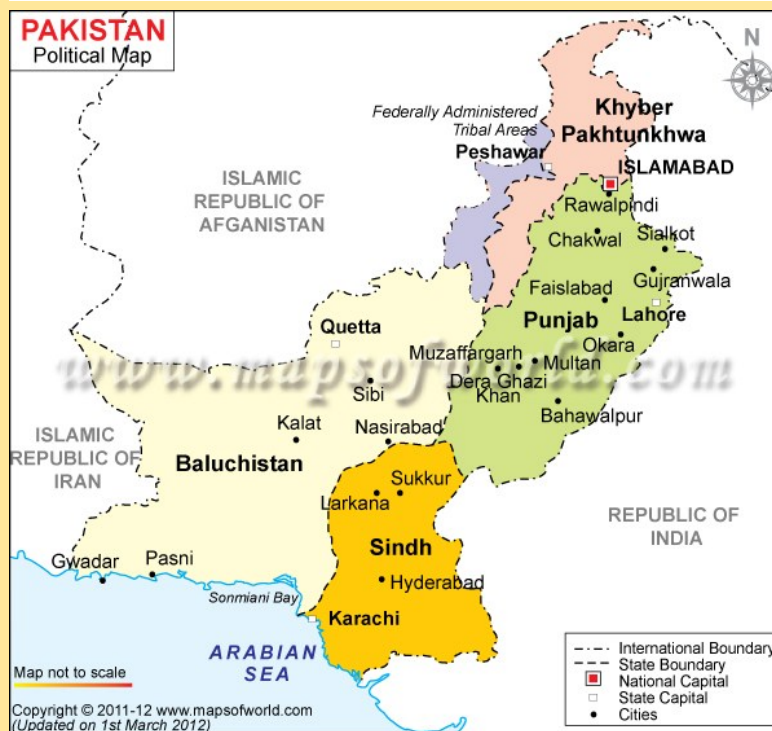 PAKISTAN
Political Map
N
Federally Administered
Tribal Areas
Khyber
Pakhtunkhwa
Peshawar
ISLAMABAD
ISLAMIC
REPUBLIC OF
AFGANISTAN
Rawalpindi
Chakwal
Sialkot
Gujranwala
Faislabad
Lahore
Punjab
Okara
Quetta
Muzaffargarh
Multan
www.mapsofworld.com
Dera Ghazi
Khan
Sibi
Bahawalpur
Kalat
Nasirabad
ISLAMIC
REPUBLIC OF
IRAN
Baluchistan
Sukkur
Larkana
REPUBLIC OF
INDIA
Sindh
Gwadar
Pasni
Hyderabad
Sonmiani Bay
Karachi
ARABIAN
SEA
Map not to scale
International Boundary
State Boundary
National Capital
State Capital
Cities
Copyright © 2011-12 www.mapsofworld.com
(Updated on 1st March 2012)